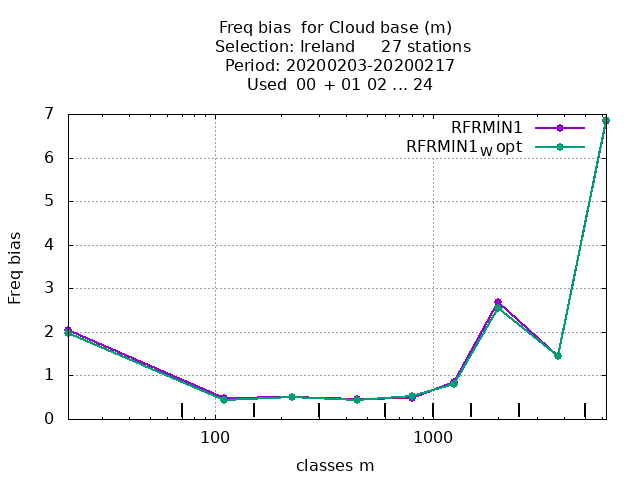 Freq bias  for Cloud base (m)
Selection: Ireland     27 stations
Period: 20200203-20200217
Used  00 + 01 02 ... 24
RFRMIN1
RFRMIN1_W opt
7
6
5
4
3
2
1
0
Freq bias
100
1000
classes m